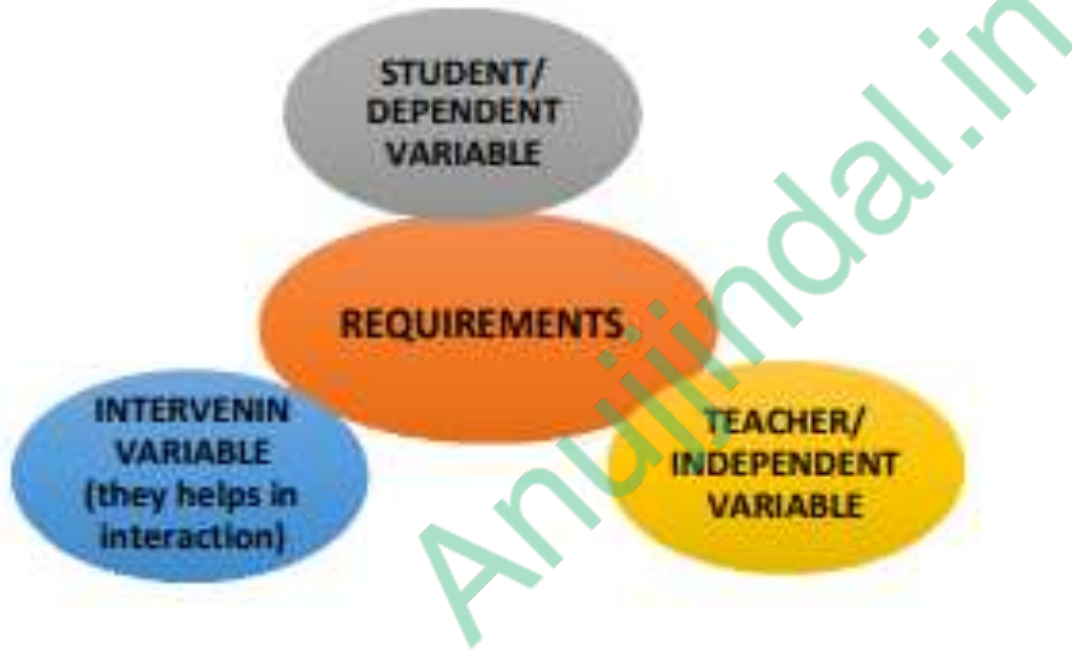 STUDENT/
DEPENDENT
VARIABLE
REQUIREMENTS
INTERVENIN
VARIABLE
(they helps in
interaction)
TEACHER/
INDEPENDENT
VARIABLE
Anujjindal.in